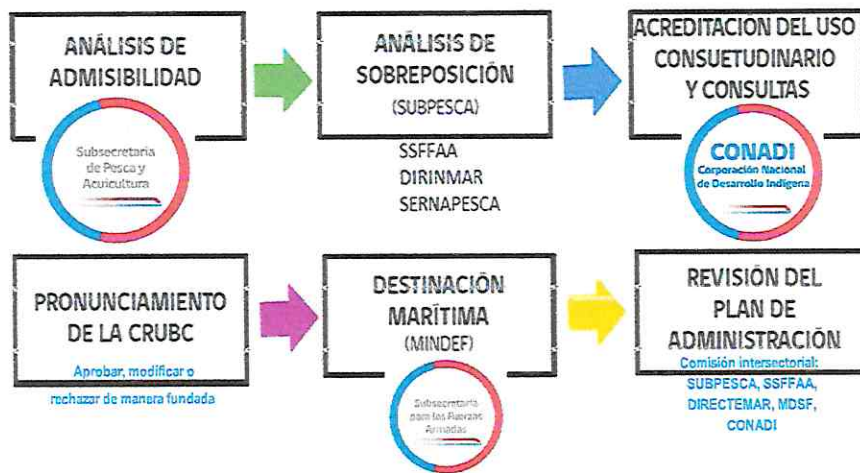 ANÁLISIS DE
ADMISIBILIDAD
Subsecretaría
de Pesca y
Acuicultura
ANÁLISIS DE
SOBREPOSICIÓN
(SUBPESCA)
SSFFAA
DIRINMAR
SERNAPESCA
ACREDITACION DEL USO
CONSUETUDINARIO
Y CONSULTAS
CONADI
Corporación Nacional
de Desarrollo Indígena
PRONUNCIAMIENTO
DE LA CRUBC
Aprobar, modificar o
rechazar de manera fundada
DESTINACIÓN
MARÍTIMA
(MINDEF)
Subsecretaría
para las Fuerzas
Armadas
REVISIÓN DEL
PLAN DE
ADMINISTRACIÓN
Comisión intersectorial:
SUBPESCA, SSFFAA,
DIRECTEMAR, MDSF,
CONADI